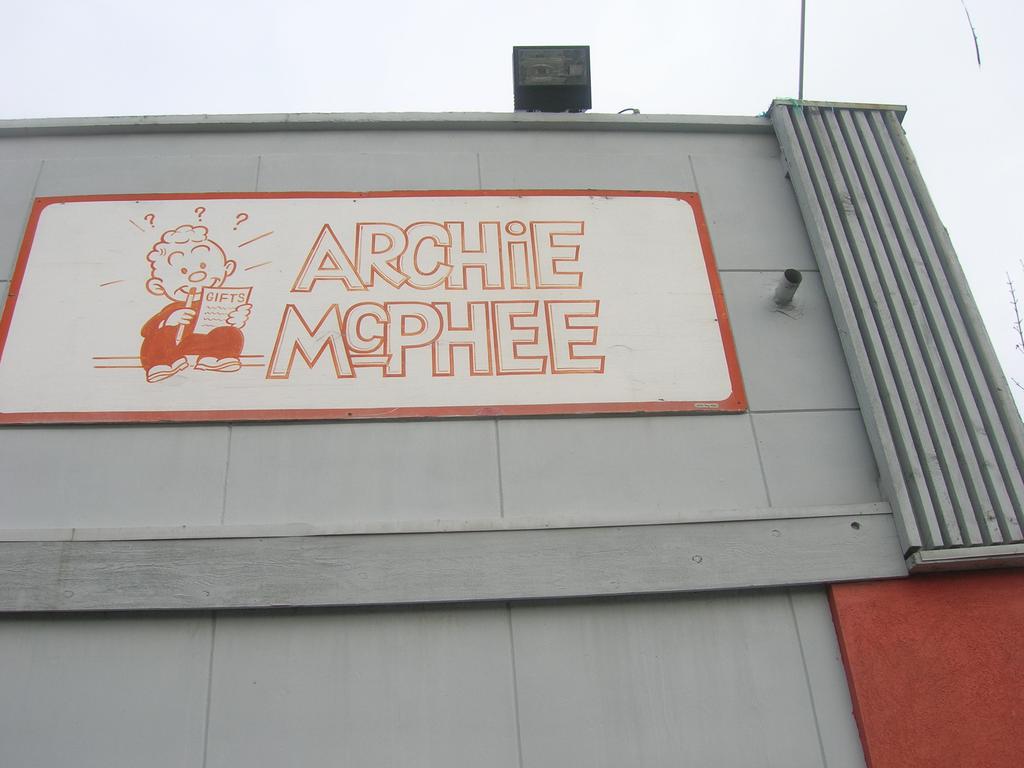 ? ? ?
GIFTS
ARCHiE
McPHEE